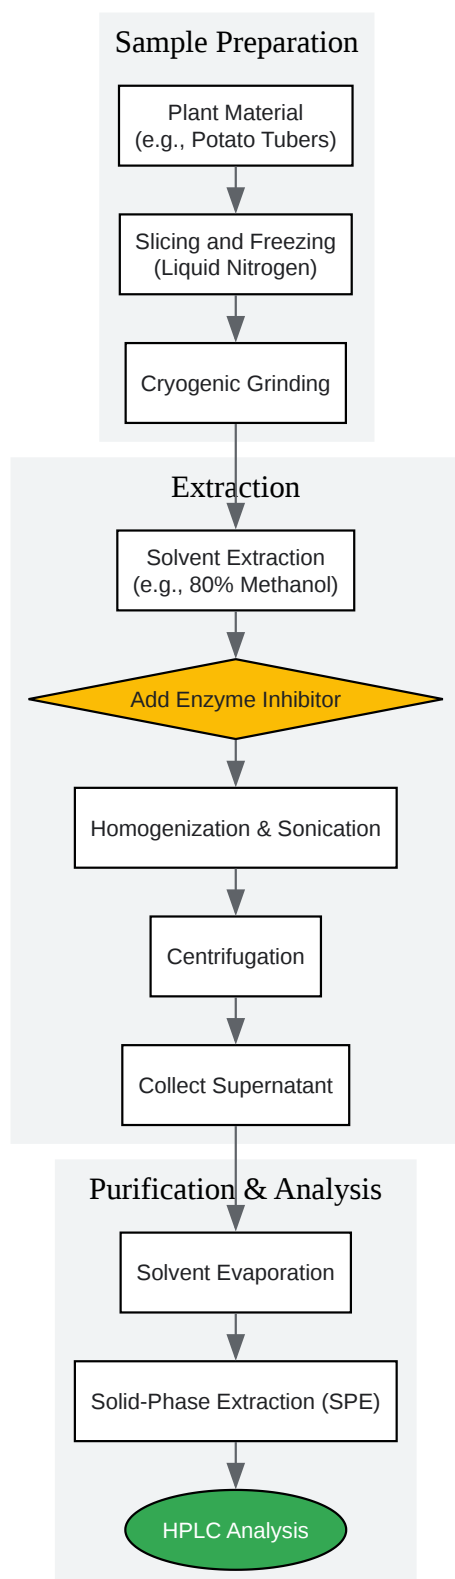 Sample Preparation
Plant Material
(e.g., Potato Tubers)
Slicing and Freezing
(Liquid Nitrogen)
Cryogenic Grinding
Extraction
Solvent Extraction
(e.g., 80% Methanol)
Add Enzyme Inhibitor
Homogenization & Sonication
Centrifugation
Collect Supernatant
Purification & Analysis
Solvent Evaporation
Solid-Phase Extraction (SPE)
HPLC Analysis